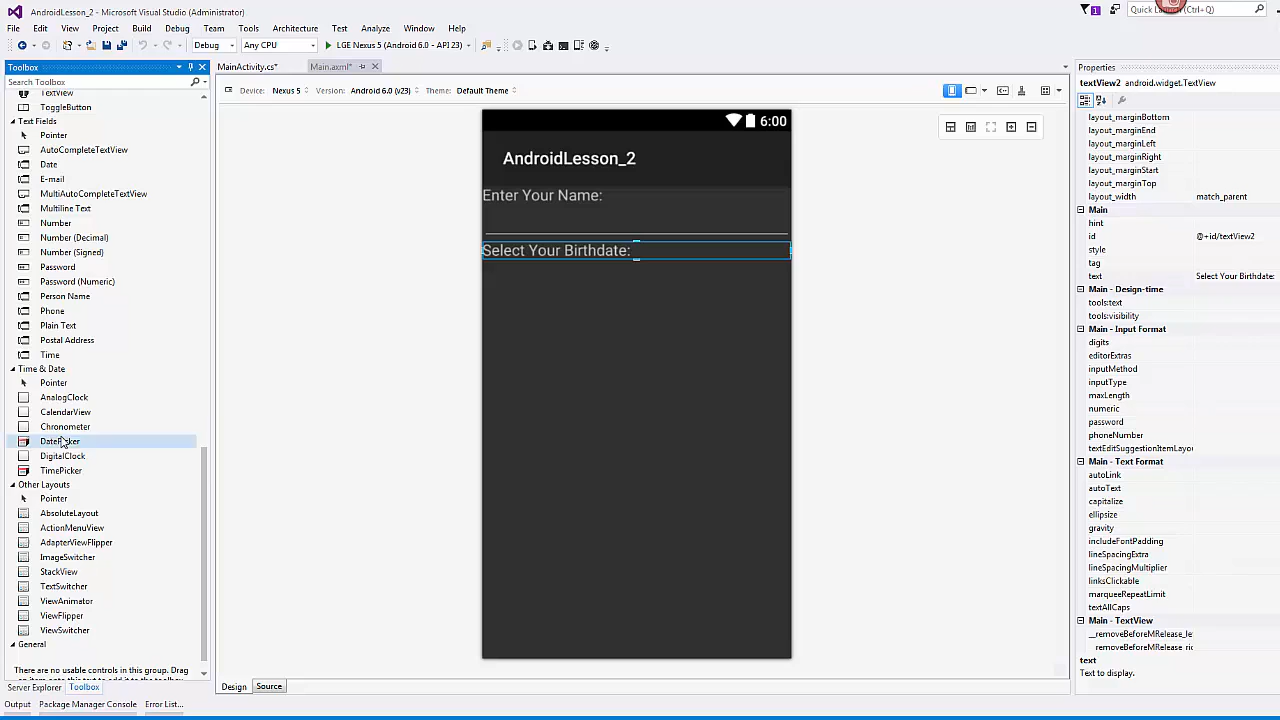 AndroidLesson_2 - Microsoft Visual Studio (Administrator)
1
File Edit View Project Build Debug Team Tools Architecture Test Analyze Window Help
Debug Any CPU LGE Nexus 5 (Android 6.0 - API 23)
Toolbox
MainActivity.cs* Main.axml*
Properties
Search Toolbox
Device: Nexus 5 Version: Android 6.0 (v23) Theme: Default Theme
textView2 android.widget.TextView
TextView
ToggleButton
Text Fields
Pointer
AutoCompleteTextView
Date
E-mail
MultiAutoCompleteTextView
Multiline Text
Number
Number (Decimal)
Number (Signed)
Password
Password (Numeric)
Person Name
Phone
Plain Text
Postal Address
Time
Time & Date
Pointer
AnalogClock
CalendarView
Chronometer
DatePicker
DigitalClock
TimePicker
Other Layouts
Pointer
AbsoluteLayout
ActionMenuView
AdapterViewFlipper
ImageSwitcher
StackView
TextSwitcher
ViewAnimator
ViewFlipper
ViewSwitcher
General
There are no usable controls in this group. Drag
Server Explorer Toolbox
Output Package Manager Console Error List...
6:00
AndroidLesson_2
Enter Your Name:
Select Your Birthdate:
Design Source
layout_marginBottom
layout_marginEnd
layout_marginLeft
layout_marginRight
layout_marginStart
layout_marginTop
layout_width match_parent
Main
hint
id @+id/textView2
style
tag
text Select Your Birthdate:
Main - Design-time
tools:text
tools:visibility
Main - Input Format
digits
editorExtras
inputMethod
inputType
maxLength
numeric
password
phoneNumber
textEditSuggestionItemLayou
Main - Text Format
autoLink
autoText
capitalize
ellipsize
gravity
includeFontPadding
lineSpacingExtra
lineSpacingMultiplier
linksClickable
marqueeRepeatLimit
textAllCaps
Main - TextView
__removeBeforeMRelease_le
text
Text to display.